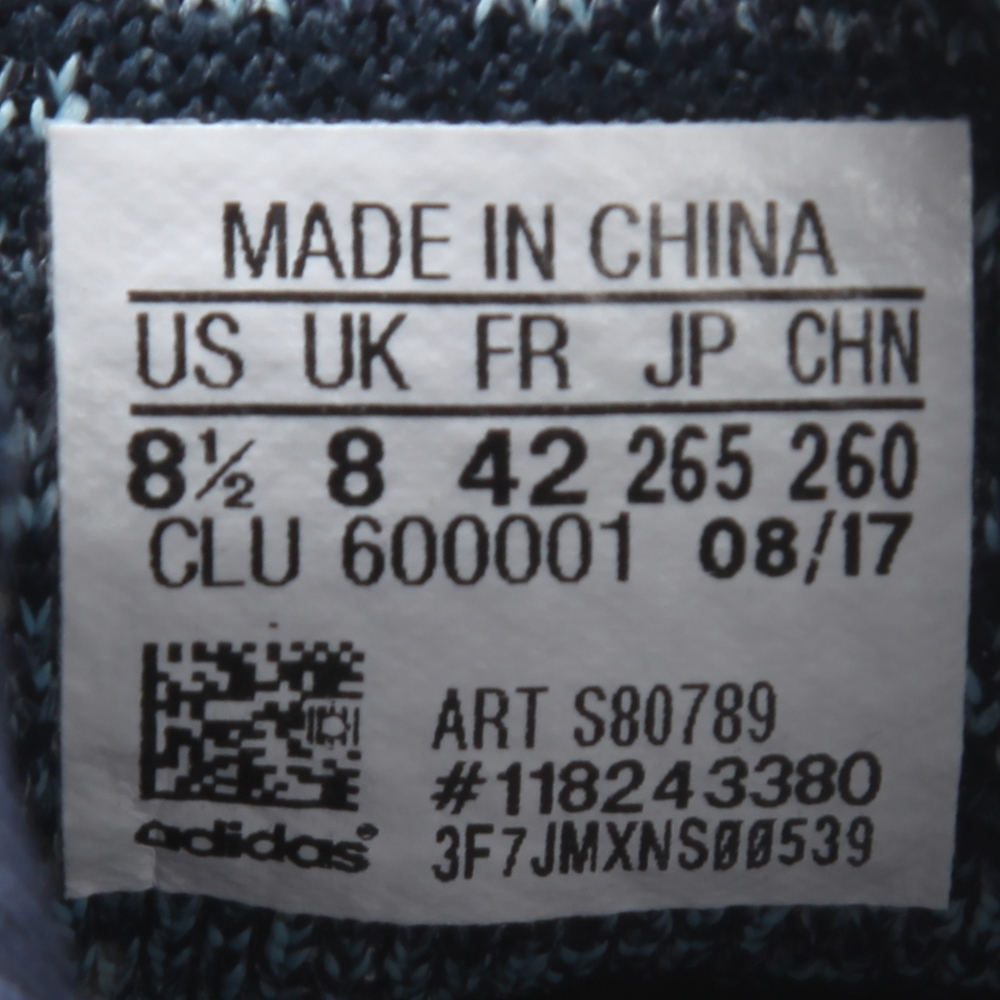 MADE IN CHINA
US UK FR JP CHN
8½ 8 42 265 260
CLU 600001 08/17
ART S80789
#118243380
3F7JMXNS00539
adidas®